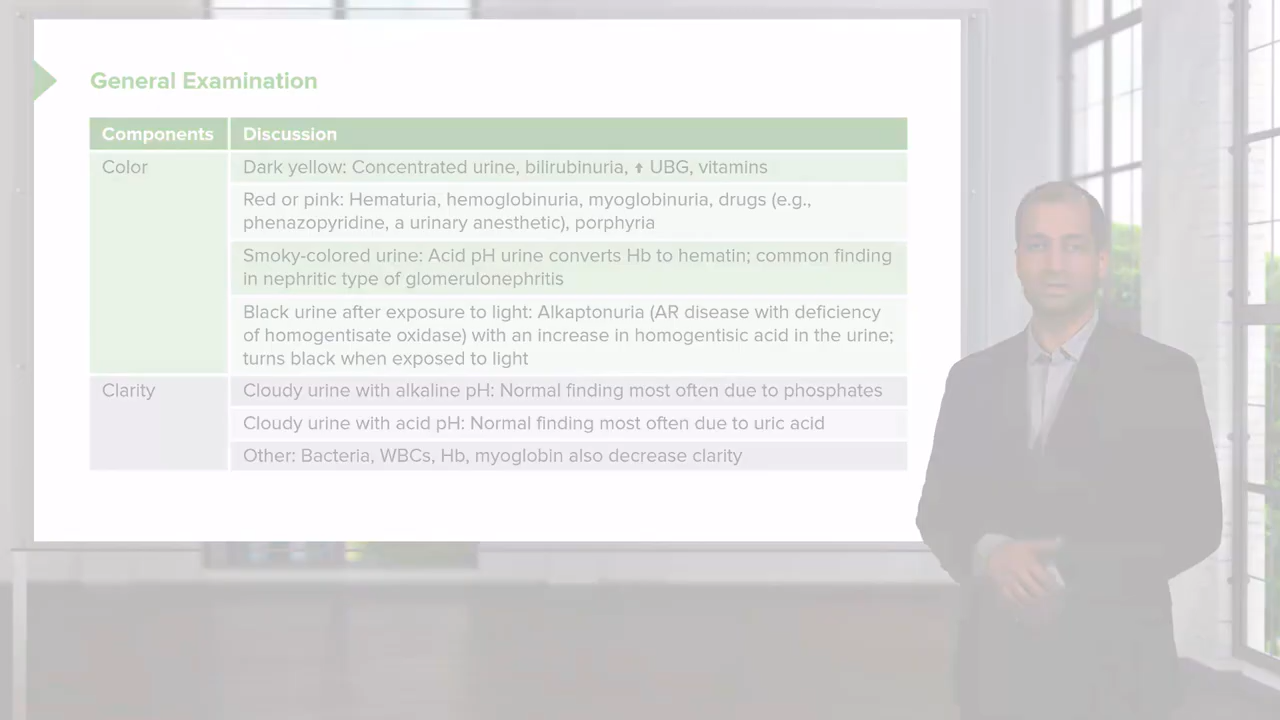 General Examination
Components Discussion
Color Dark yellow: Concentrated urine, bilirubinuria, ↑ UBG, vitamins
Red or pink: Hematuria, hemoglobinuria, myoglobinuria, drugs (e.g.,
phenazopyridine, a urinary anesthetic), porphyria
Smoky-colored urine: Acid pH urine converts Hb to hematin; common finding
in nephritic type of glomerulonephritis
Black urine after exposure to light: Alkaptonuria (AR disease with deficiency
of homogentisate oxidase) with an increase in homogentisic acid in the urine;
turns black when exposed to light
Clarity Cloudy urine with alkaline pH: Normal finding most often due to phosphates
Cloudy urine with acid pH: Normal finding most often due to uric acid
Other: Bacteria, WBCs, Hb, myoglobin also decrease clarity